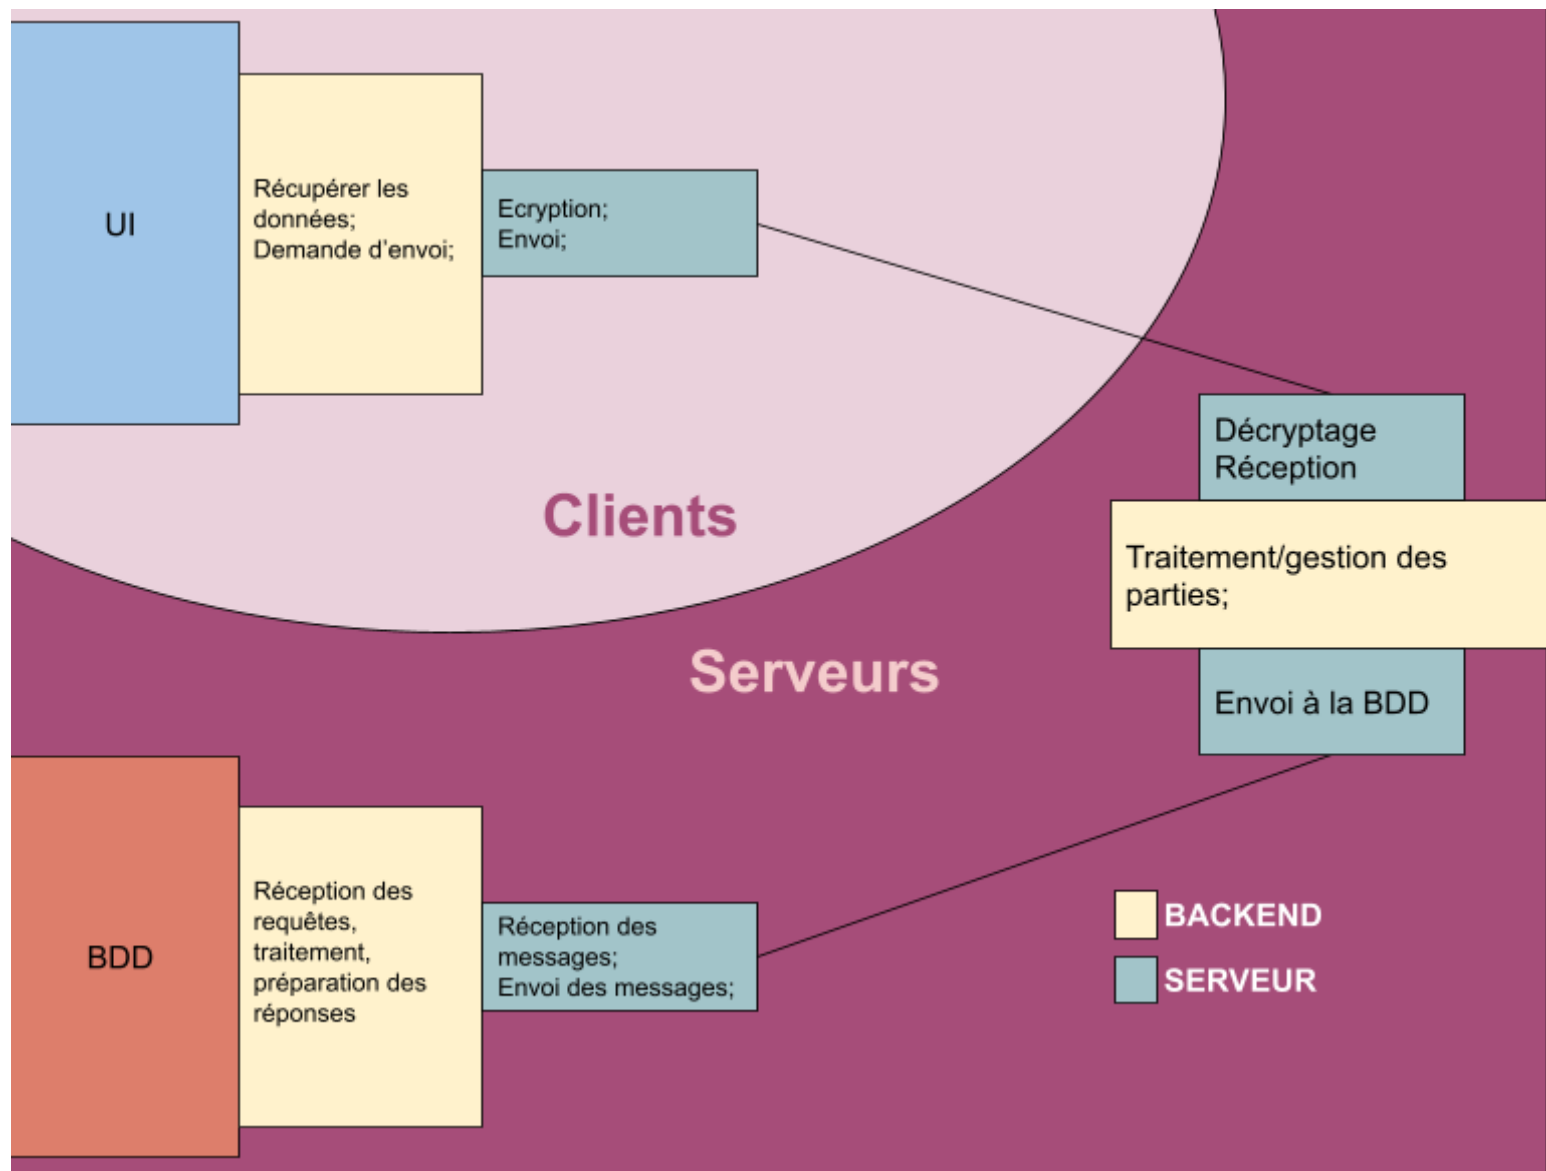 UI
Récupérer les
données;
Demande d'envoi;
Ecryption;
Envoi;
Clients
Décryptage
Réception
Traitement/gestion des
parties;
Serveurs
Envoi à la BDD
BDD
Réception des
requêtes,
traitement,
préparation des
réponses
Réception des
messages;
Envoi des messages;
BACKEND
SERVEUR